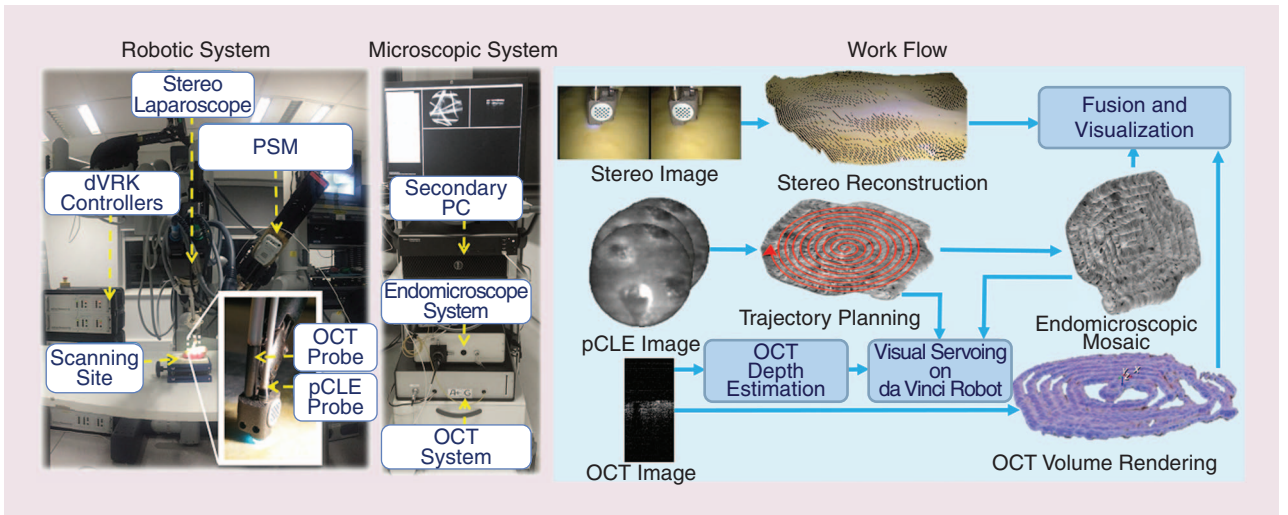 Robotic System
Microscopic System
Work Flow
Stereo
Laparoscope
PSM
dVRK
Controllers
Scanning
Site
OCT
Probe
pCLE
Probe
Secondary
PC
Endomicroscope
System
OCT
System
Stereo Image
Stereo Reconstruction
Fusion and
Visualization
pCLE Image
Trajectory Planning
Endomicroscopic
Mosaic
OCT
Depth
Estimation
Visual Servoing
on
da Vinci Robot
OCT Image
OCT Volume Rendering